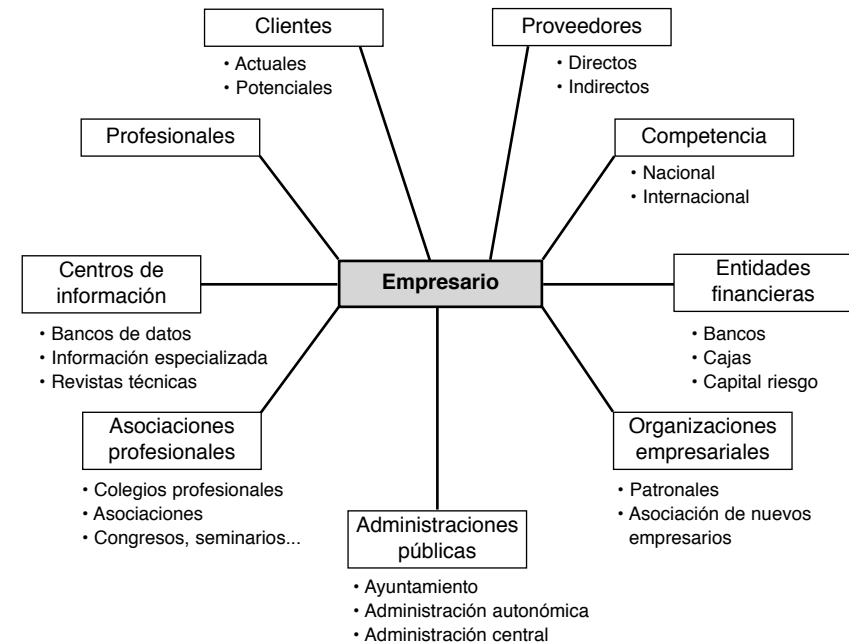 Clientes
• Actuales
• Potenciales
Proveedores
• Directos
• Indirectos
Profesionales
Competencia
• Nacional
• Internacional
Centros de
información
• Bancos de datos
• Información especializada
• Revistas técnicas
Empresario
Entidades
financieras
• Bancos
• Cajas
• Capital riesgo
Asociaciones
profesionales
• Colegios profesionales
• Asociaciones
• Congresos, seminarios...
Organizaciones
empresariales
• Patronales
• Asociación de nuevos
empresarios
Administraciones
públicas
• Ayuntamiento
• Administración autonómica
• Administración central